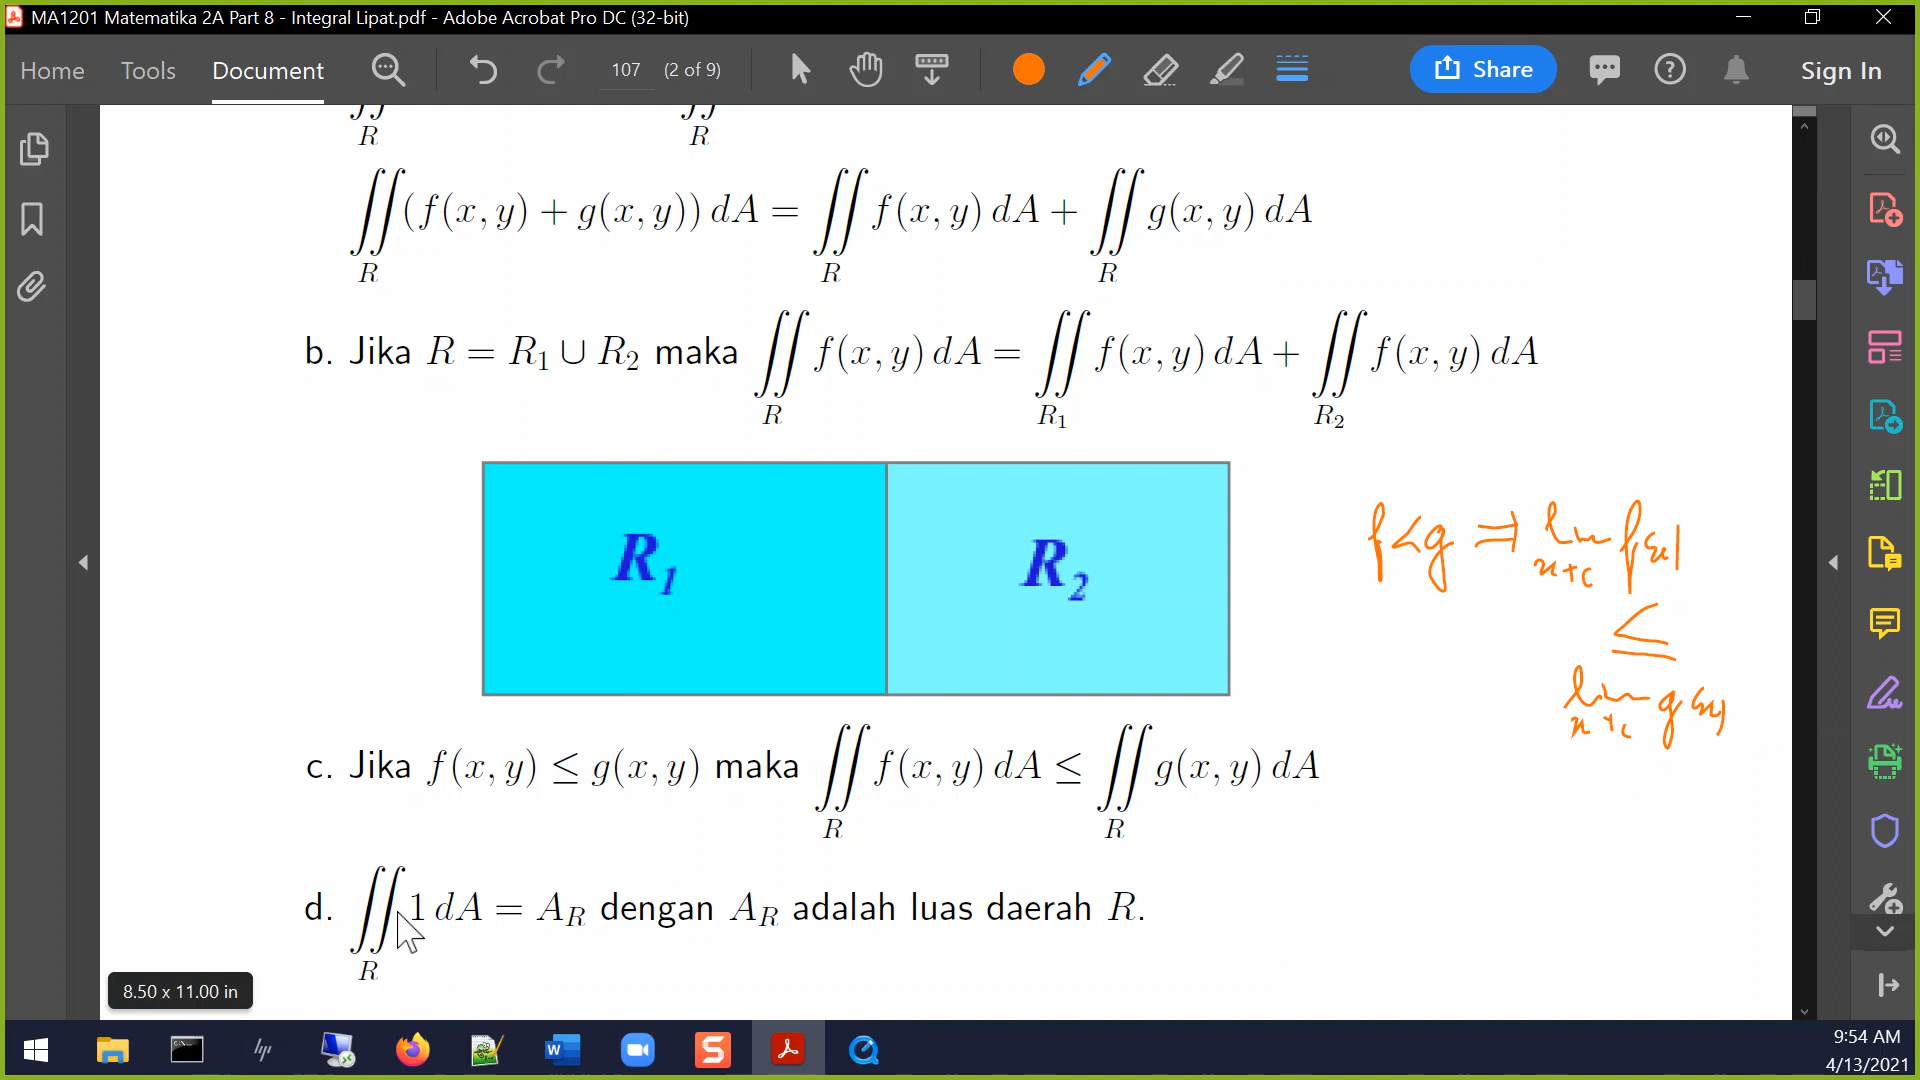 MA1201 Matematika 2A Part 8 - Integral Lipat.pdf - Adobe Acrobat Pro DC (32-bit)
Home Tools Document 107 (2 of 9) Share Sign In
R R
∬(f(x, y) + g(x, y)) dA = ∬ f(x, y) dA + ∬ g(x, y) dA
R R R
b. Jika R = R₁ ∪ R₂ maka ∬ f(x, y) dA = ∬ f(x, y) dA + ∬ f(x, y) dA
R R₁ R₂
R₁ R₂
f<g ⇒ lim f(x)
x→c
≤
lim g(x)
x→c
c. Jika f(x, y) ≤ g(x, y) maka ∬ f(x, y) dA ≤ ∬ g(x, y) dA
R R
d. ∬ 1 dA = A_R dengan A_R adalah luas daerah R.
R
8.50 x 11.00 in
9:54 AM
4/13/2021